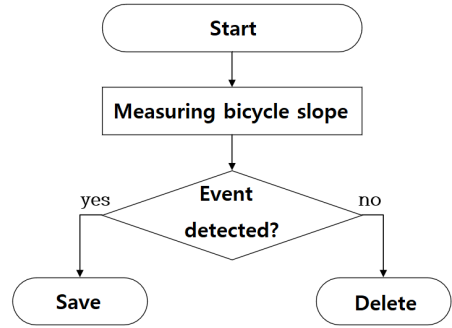 Start
Measuring bicycle slope
yes
Event
no
detected?
Save
Delete